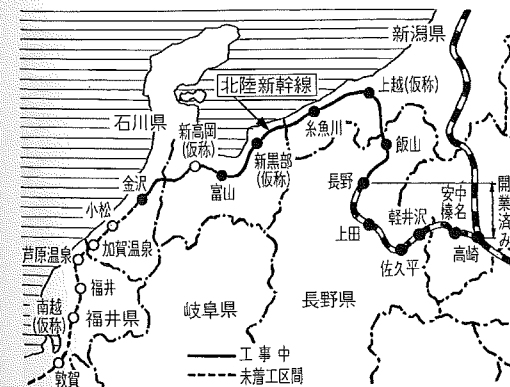 新潟県
北陸新幹線
上越(仮称)
石川県
新高岡
(仮称)
糸魚川
新黒部
(仮称)
飯山
金沢
富山
長野
小松
軽井沢
安中
榛名
開業済み
加賀温泉
上田
芦原温泉
佐久平
高崎
福井
岐阜県
長野県
南越
(仮称)
福井県
敦賀
工事中
未着工区間